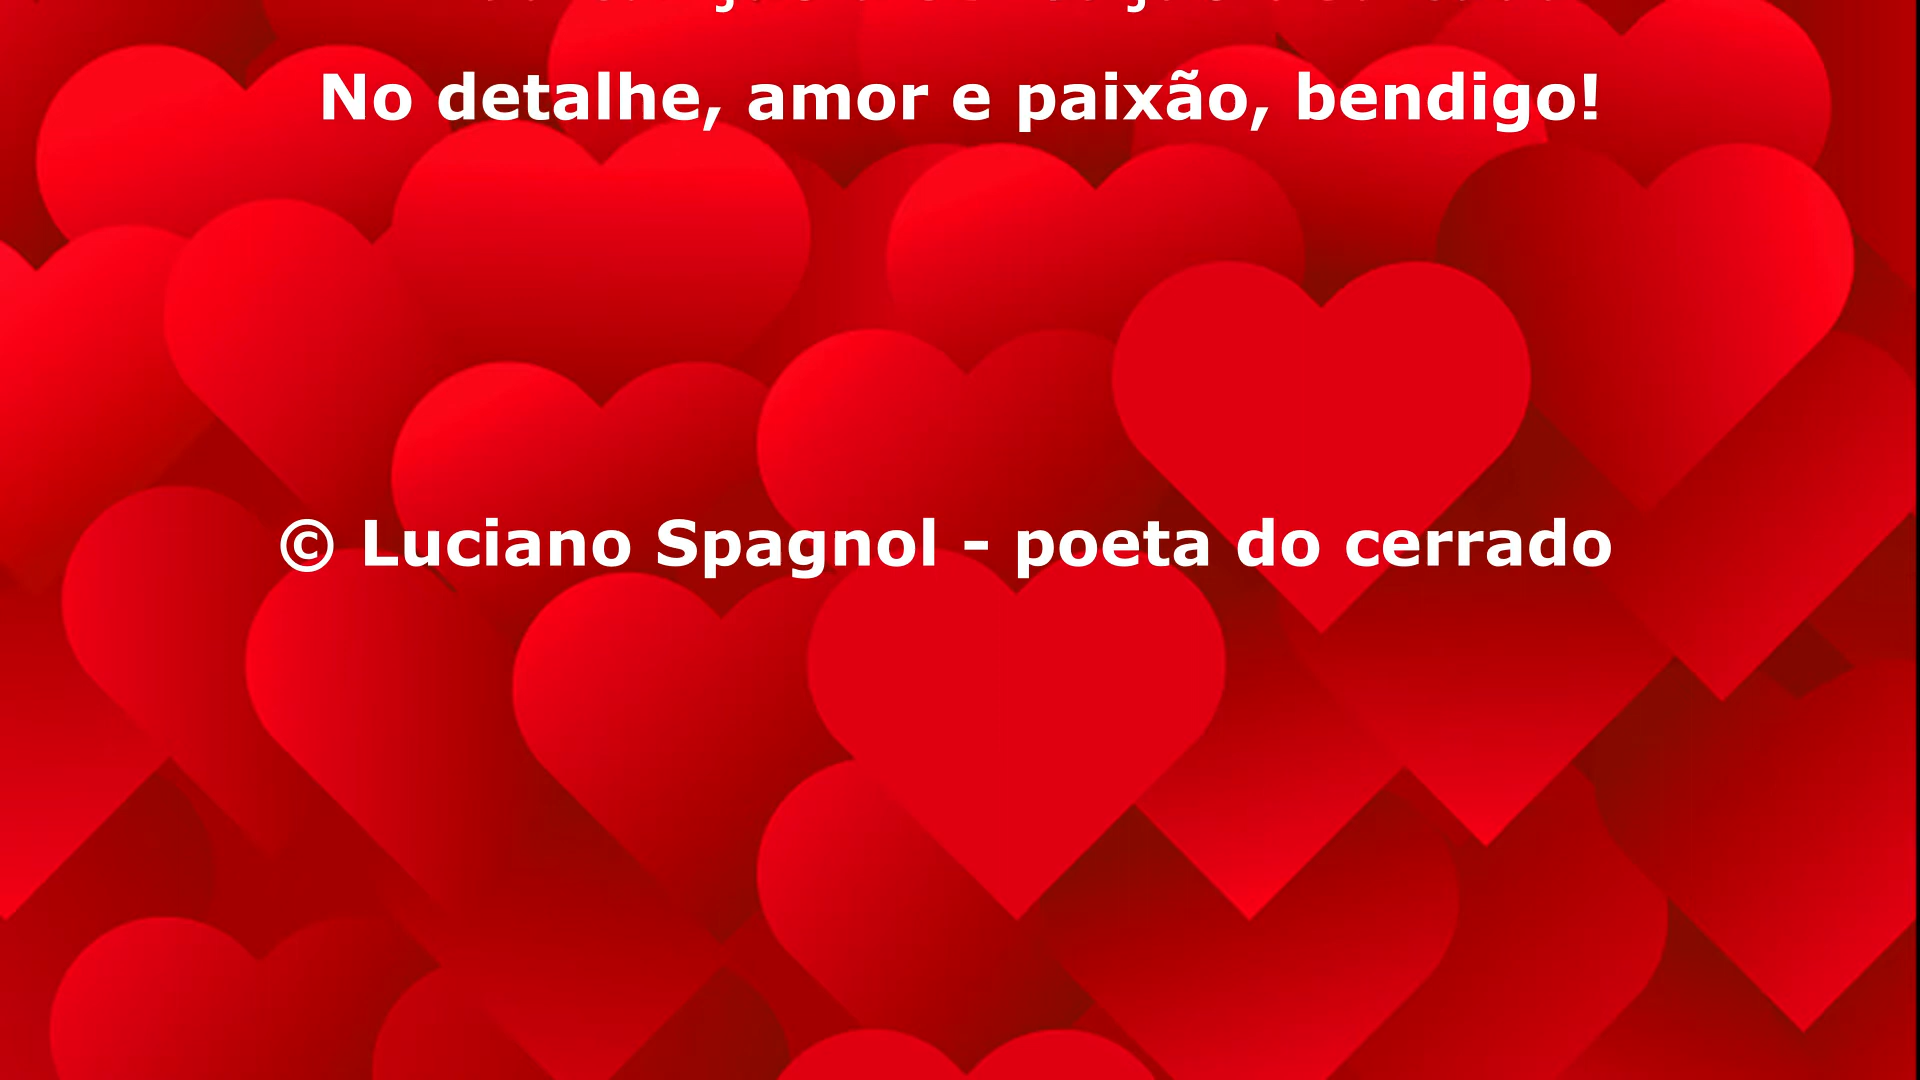 No detalhe, amor e paixão, bendigo!
© Luciano Spagnol - poeta do cerrado